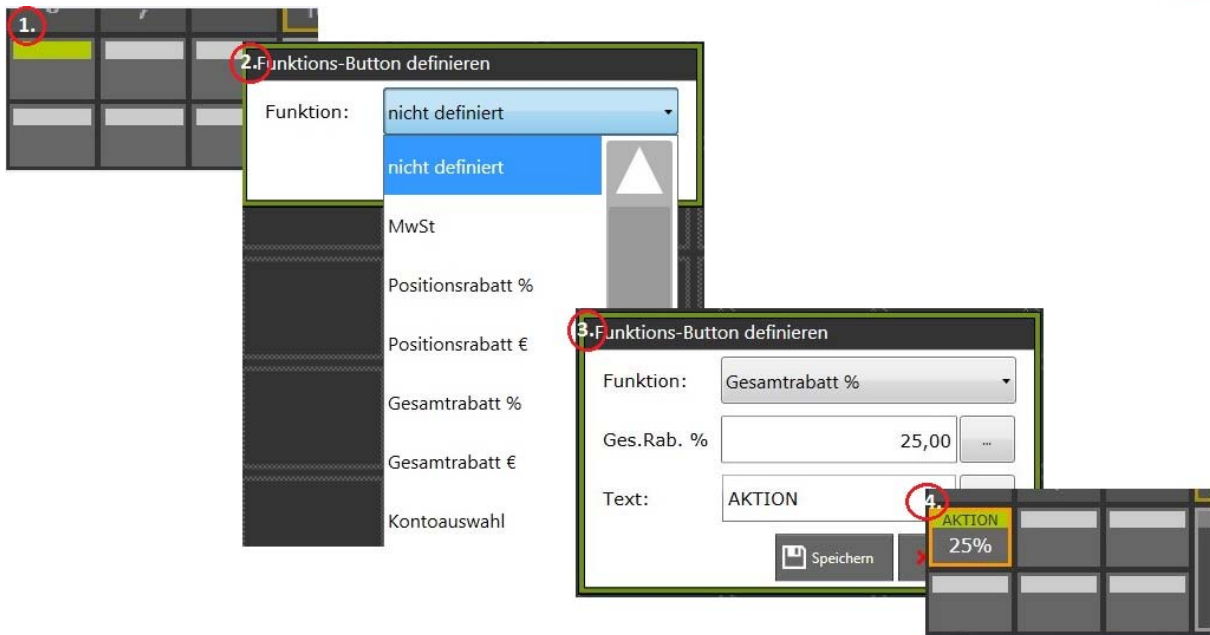 1.
2. Funktions-Button definieren
Funktion: nicht definiert
nicht definiert
MwSt
Positionsrabatt %
Positionsrabatt €
Gesamtrabatt %
Gesamtrabatt €
Kontoauswahl
3. Funktions-Button definieren
Funktion: Gesamtrabatt %
Ges.Rab. % 25,00 ...
Text: AKTION
Speichern
4.
AKTION
25%